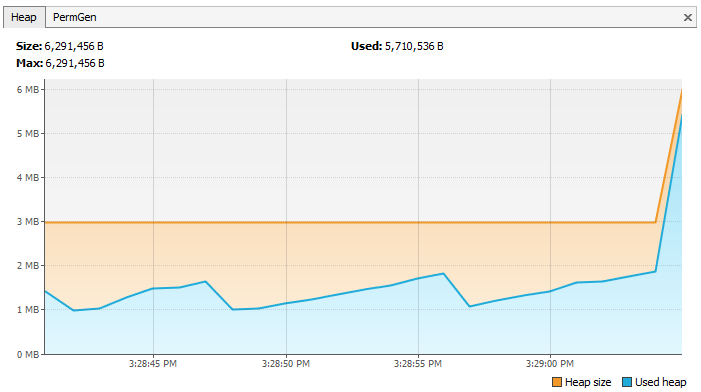 Heap PermGen
Size: 6,291,456 B Used: 5,710,536 B
Max: 6,291,456 B
6 MB
5 MB
4 MB
3 MB
2 MB
1 MB
0 MB
3:28:45 PM 3:28:50 PM 3:28:55 PM 3:29:00 PM
Heap size Used heap